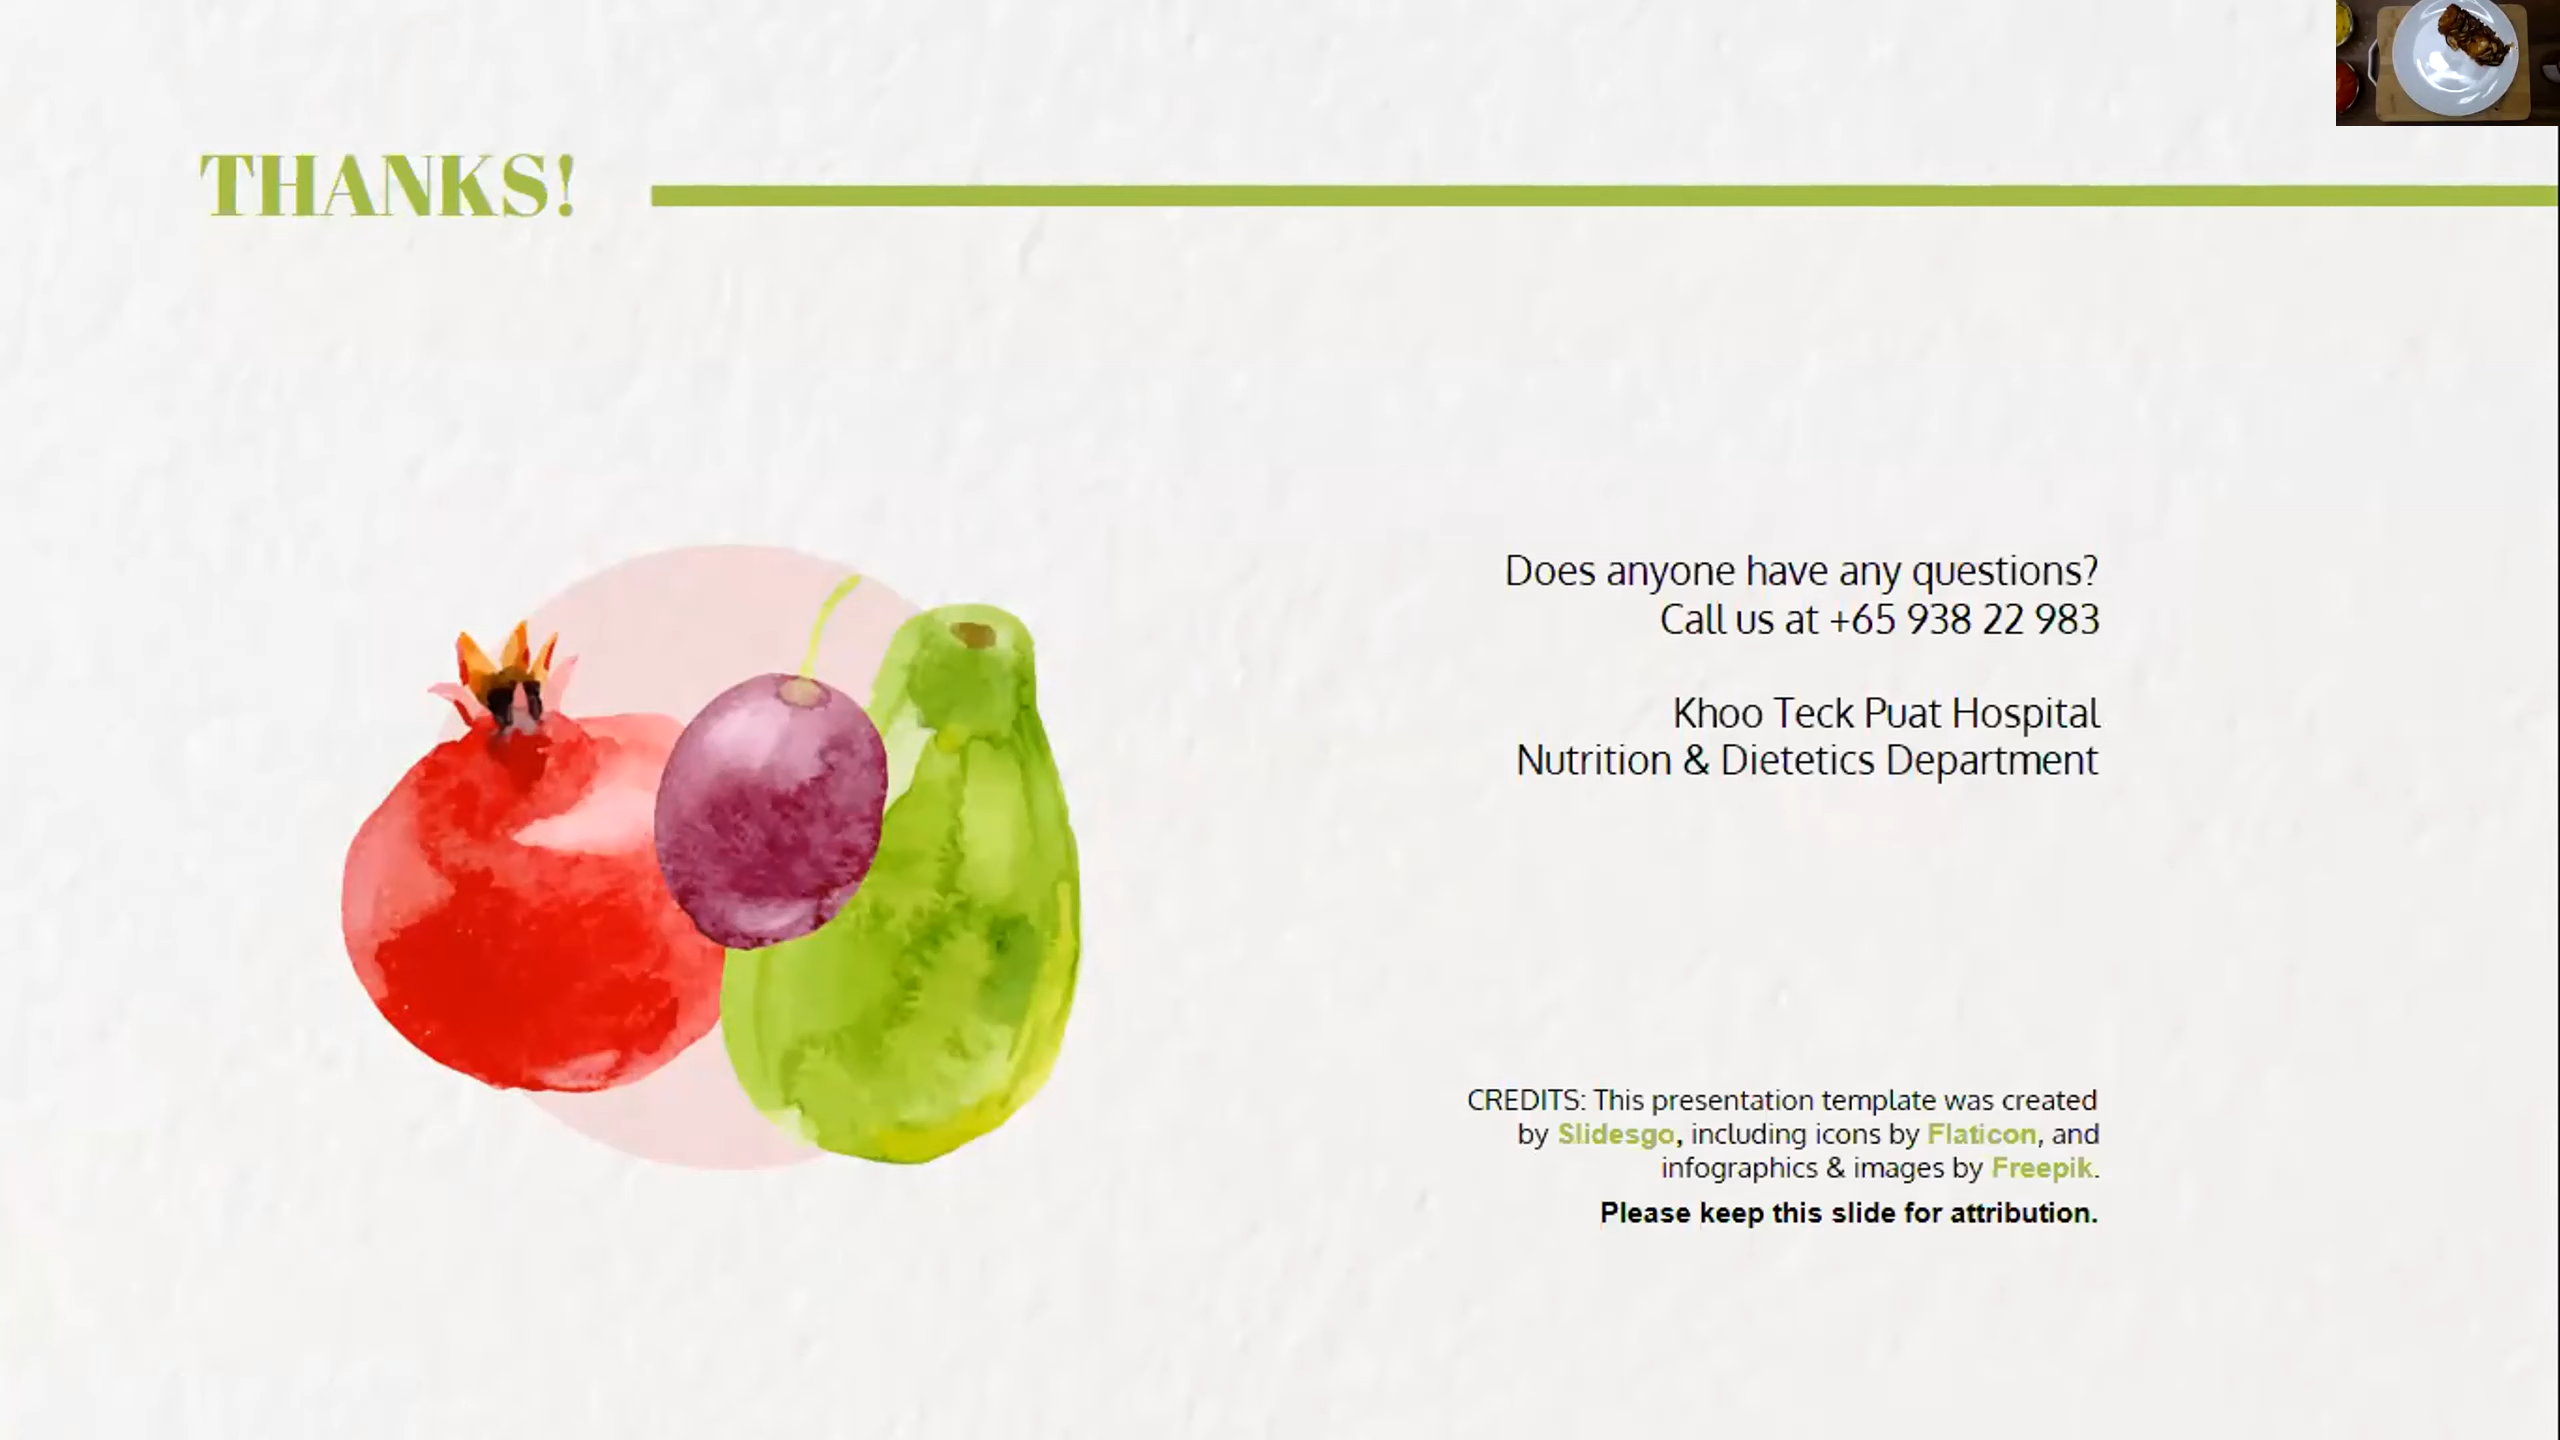 THANKS!
Does anyone have any questions?
Call us at +65 938 22 983
Khoo Teck Puat Hospital
Nutrition & Dietetics Department
CREDITS: This presentation template was created
by Slidesgo, including icons by Flaticon, and
infographics & images by Freepik.
Please keep this slide for attribution.